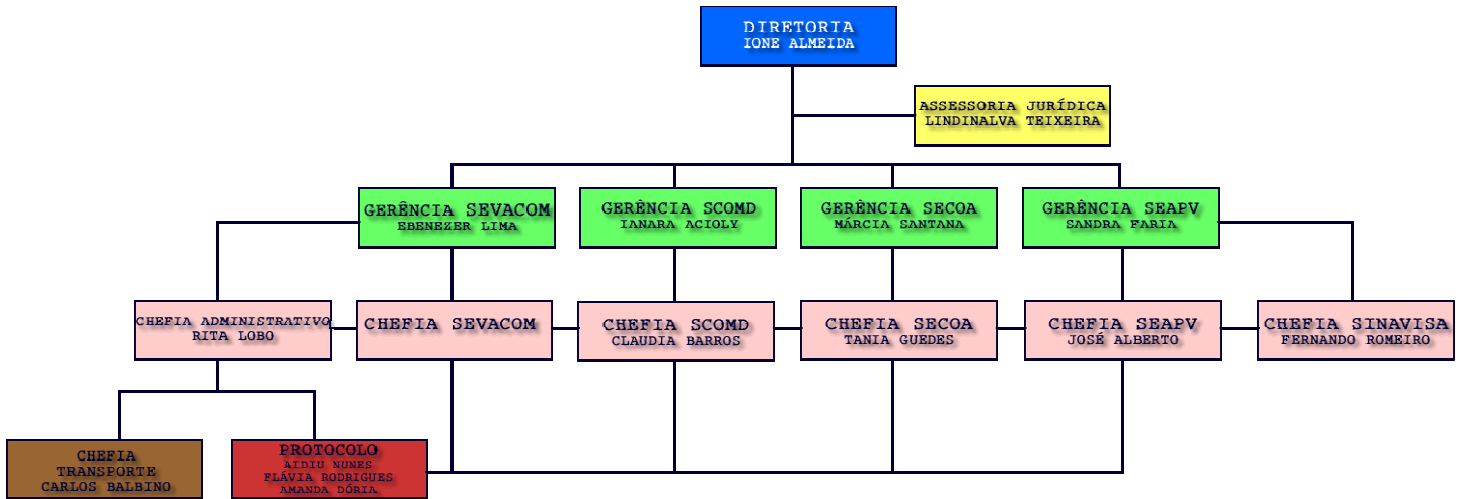 DIRETORIA
IONE ALMEIDA
ASSESSORIA JURÍDICA
LINDINALVA TEIXEIRA
GERÊNCIA SEVACOM
EBENEZER LIMA
GERÊNCIA SCOMD
IANARA ACIOLY
GERÊNCIA SECOA
MÁRCIA SANTANA
GERÊNCIA SEAPV
SANDRA FARIA
CHEFIA ADMINISTRATIVO
RITA LOBO
CHEFIA SEVACOM
CHEFIA SCOMD
CLAUDIA BARROS
CHEFIA SECOA
TANIA GUEDES
CHEFIA SEAPV
JOSÉ ALBERTO
CHEFIA SINAVISA
FERNANDO ROMEIRO
CHEFIA
TRANSPORTE
CARLOS BALBINO
PROTOCOLO
AIDIU NUNES
FLÁVIA RODRIGUES
AMANDA DÓRIA